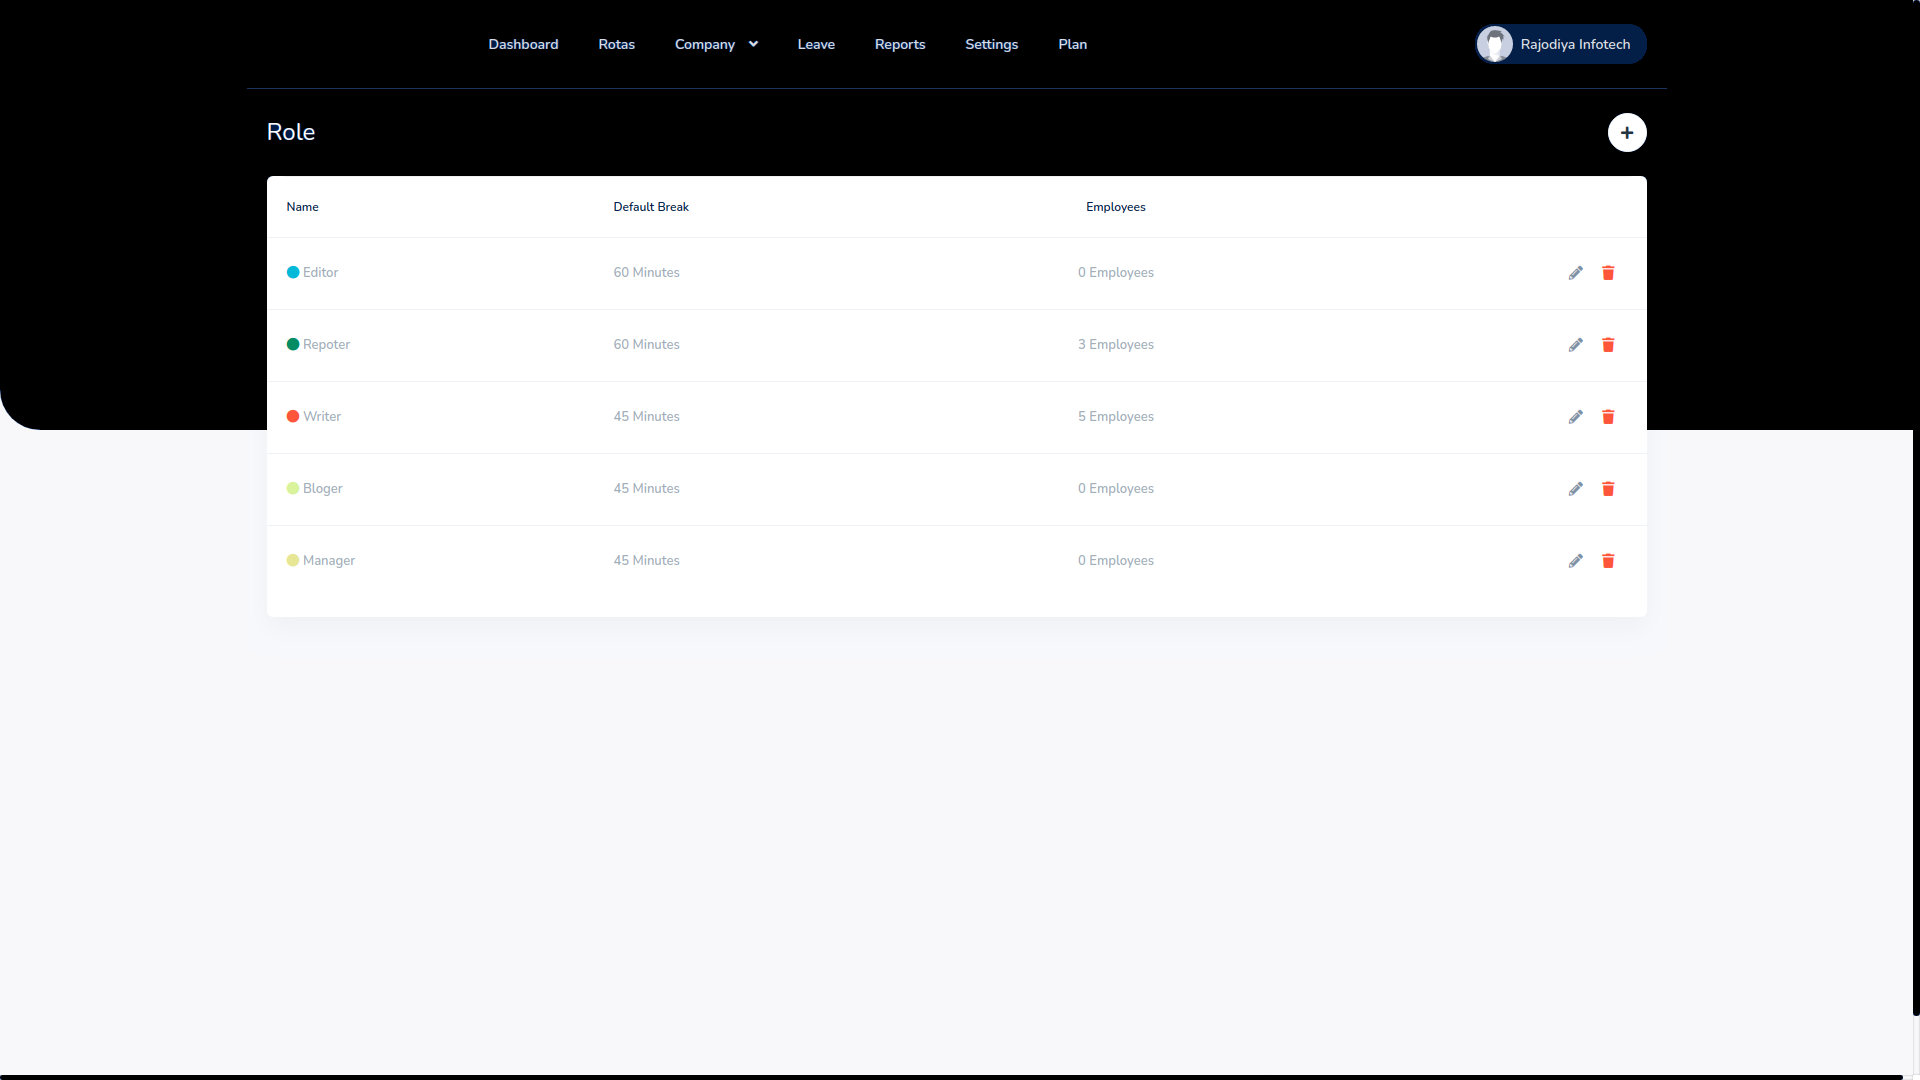 Dashboard Rotas Company Leave Reports Settings Plan Rajodiya Infotech
Role
Name Default Break Employees
Editor 60 Minutes 0 Employees
Repoter 60 Minutes 3 Employees
Writer 45 Minutes 5 Employees
Bloger 45 Minutes 0 Employees
Manager 45 Minutes 0 Employees